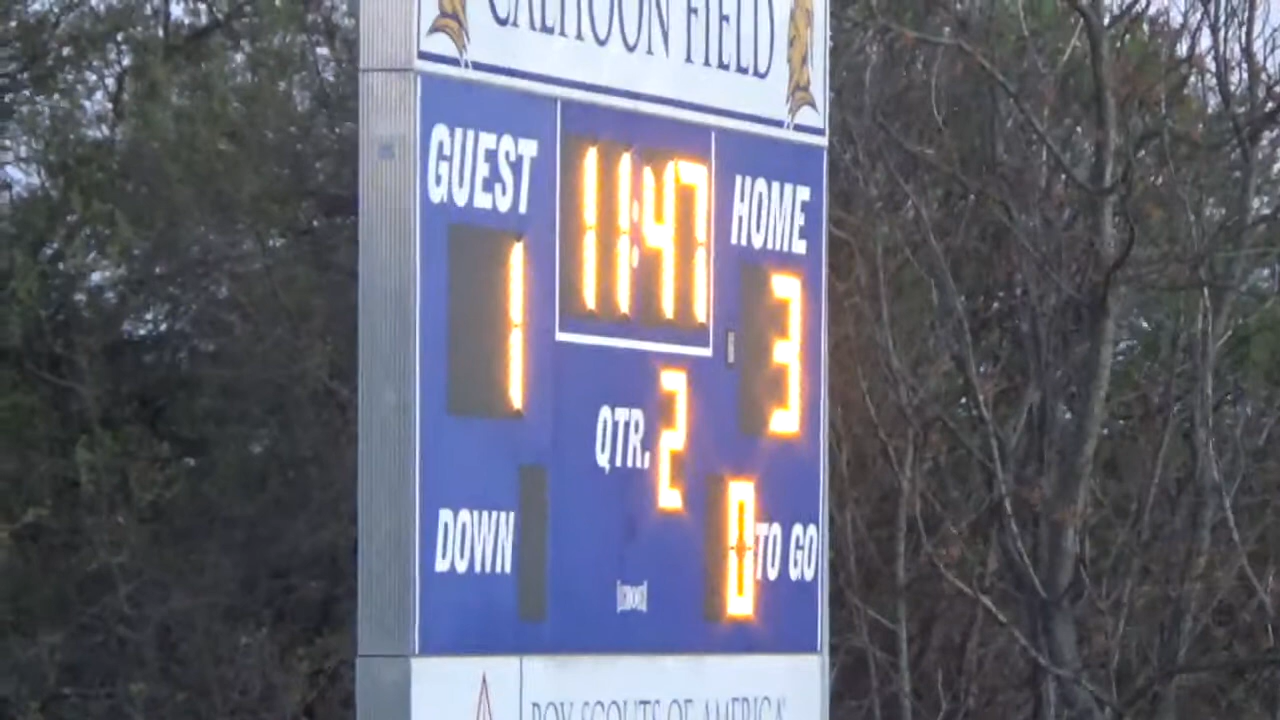 CALHOUN FIELD
GUEST 11:47 HOME
1 3
QTR. 2
DOWN 0 TO GO
BOY SCOUTS OF AMERICA